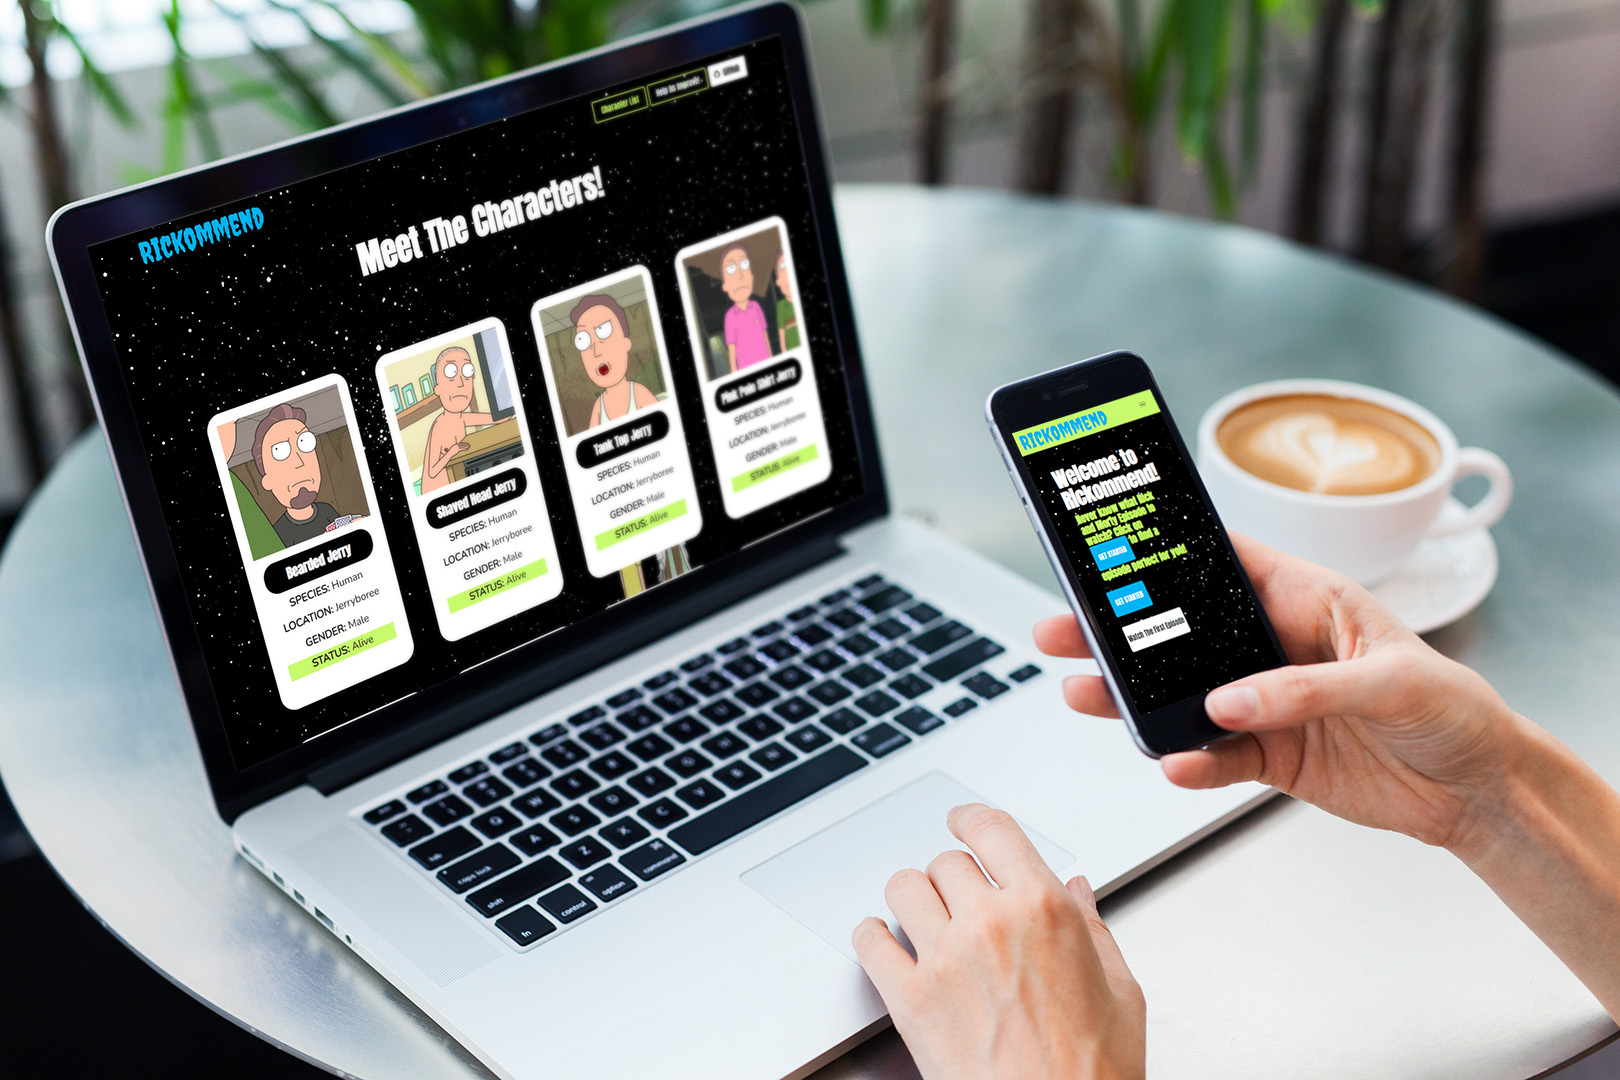 Character List
Help Us Improve!
GitHub
RICKOMMEND
Meet The Characters!
Bearded Jerry
SPECIES: Human
LOCATION: Jerryboree
GENDER: Male
STATUS: Alive
Shaved Head Jerry
SPECIES: Human
LOCATION: Jerryboree
GENDER: Male
STATUS: Alive
Tank Top Jerry
SPECIES: Human
LOCATION: Jerryboree
GENDER: Male
STATUS: Alive
Pink Polo Shirt Jerry
SPECIES: Human
LOCATION: Jerryboree
GENDER: Male
STATUS: Alive
RICKOMMEND
Welcome to
Rickommend!
Never know what Rick
and Morty Episode to
watch? Click on
GET STARTED to find a
episode perfect for you!
GET STARTED
Watch The First Episode
tab
caps lock
shift
fn
control
option
command
Q
W
A
S
D
Z
X
C
V
B
N
M